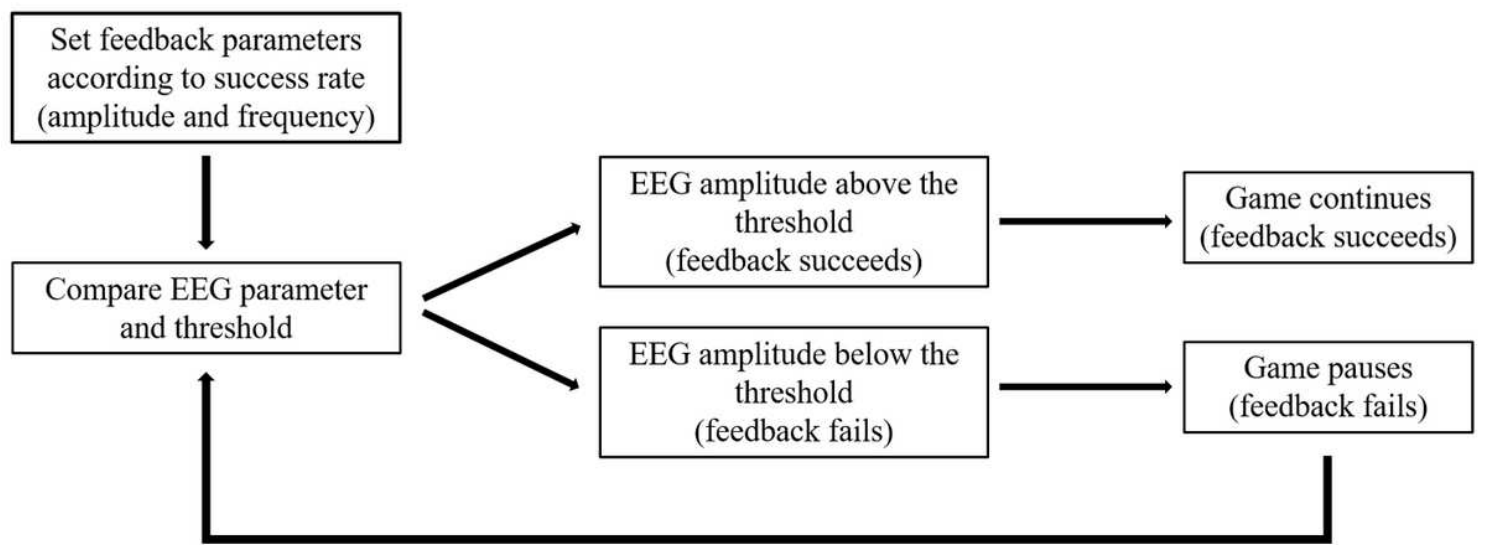 Set feedback parameters
according to success rate
(amplitude and frequency)
Compare EEG parameter
and threshold
EEG amplitude above the
threshold
(feedback succeeds)
Game continues
(feedback succeeds)
EEG amplitude below the
threshold
(feedback fails)
Game pauses
(feedback fails)